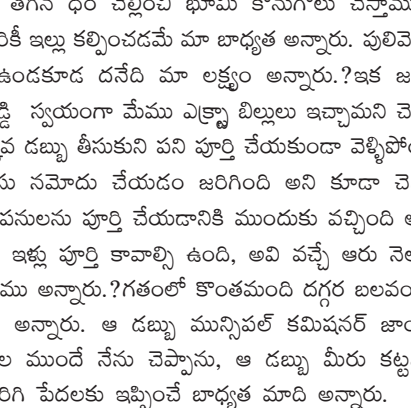 తగిన ధర చెల్లించి భూమి కొనుగోలు చేస్తామ
రికీ ఇల్లు కల్పించడమే మా బాధ్యత అన్నారు. పులివె
ఉండకూడ దనేది మా లక్ష్యం అన్నారు.?ఇక జ
డ్డి స్వయంగా మేము ఎక్స్ట్రా బిల్లులు ఇచ్చామని చె
వ డబ్బు తీసుకుని పని పూర్తి చేయకుండా వెళ్ళిపో
సు నమోదు చేయడం జరిగింది అని కూడా చె
పనులను పూర్తి చేయడానికి ముందుకు వచ్చింది
ఇళ్లు పూర్తి కావాల్సి ఉంది, అవి వచ్చే ఆరు నె
ము అన్నారు.?గతంలో కొంతమంది దగ్గర బలవం
అన్నారు. ఆ డబ్బు మున్సిపల్ కమిషనర్ జా
ల ముందే నేను చెప్పాను, ఆ డబ్బు మీరు కట్ట
రిగి పేదలకు ఇప్పించే బాధ్యత మాది అన్నారు.